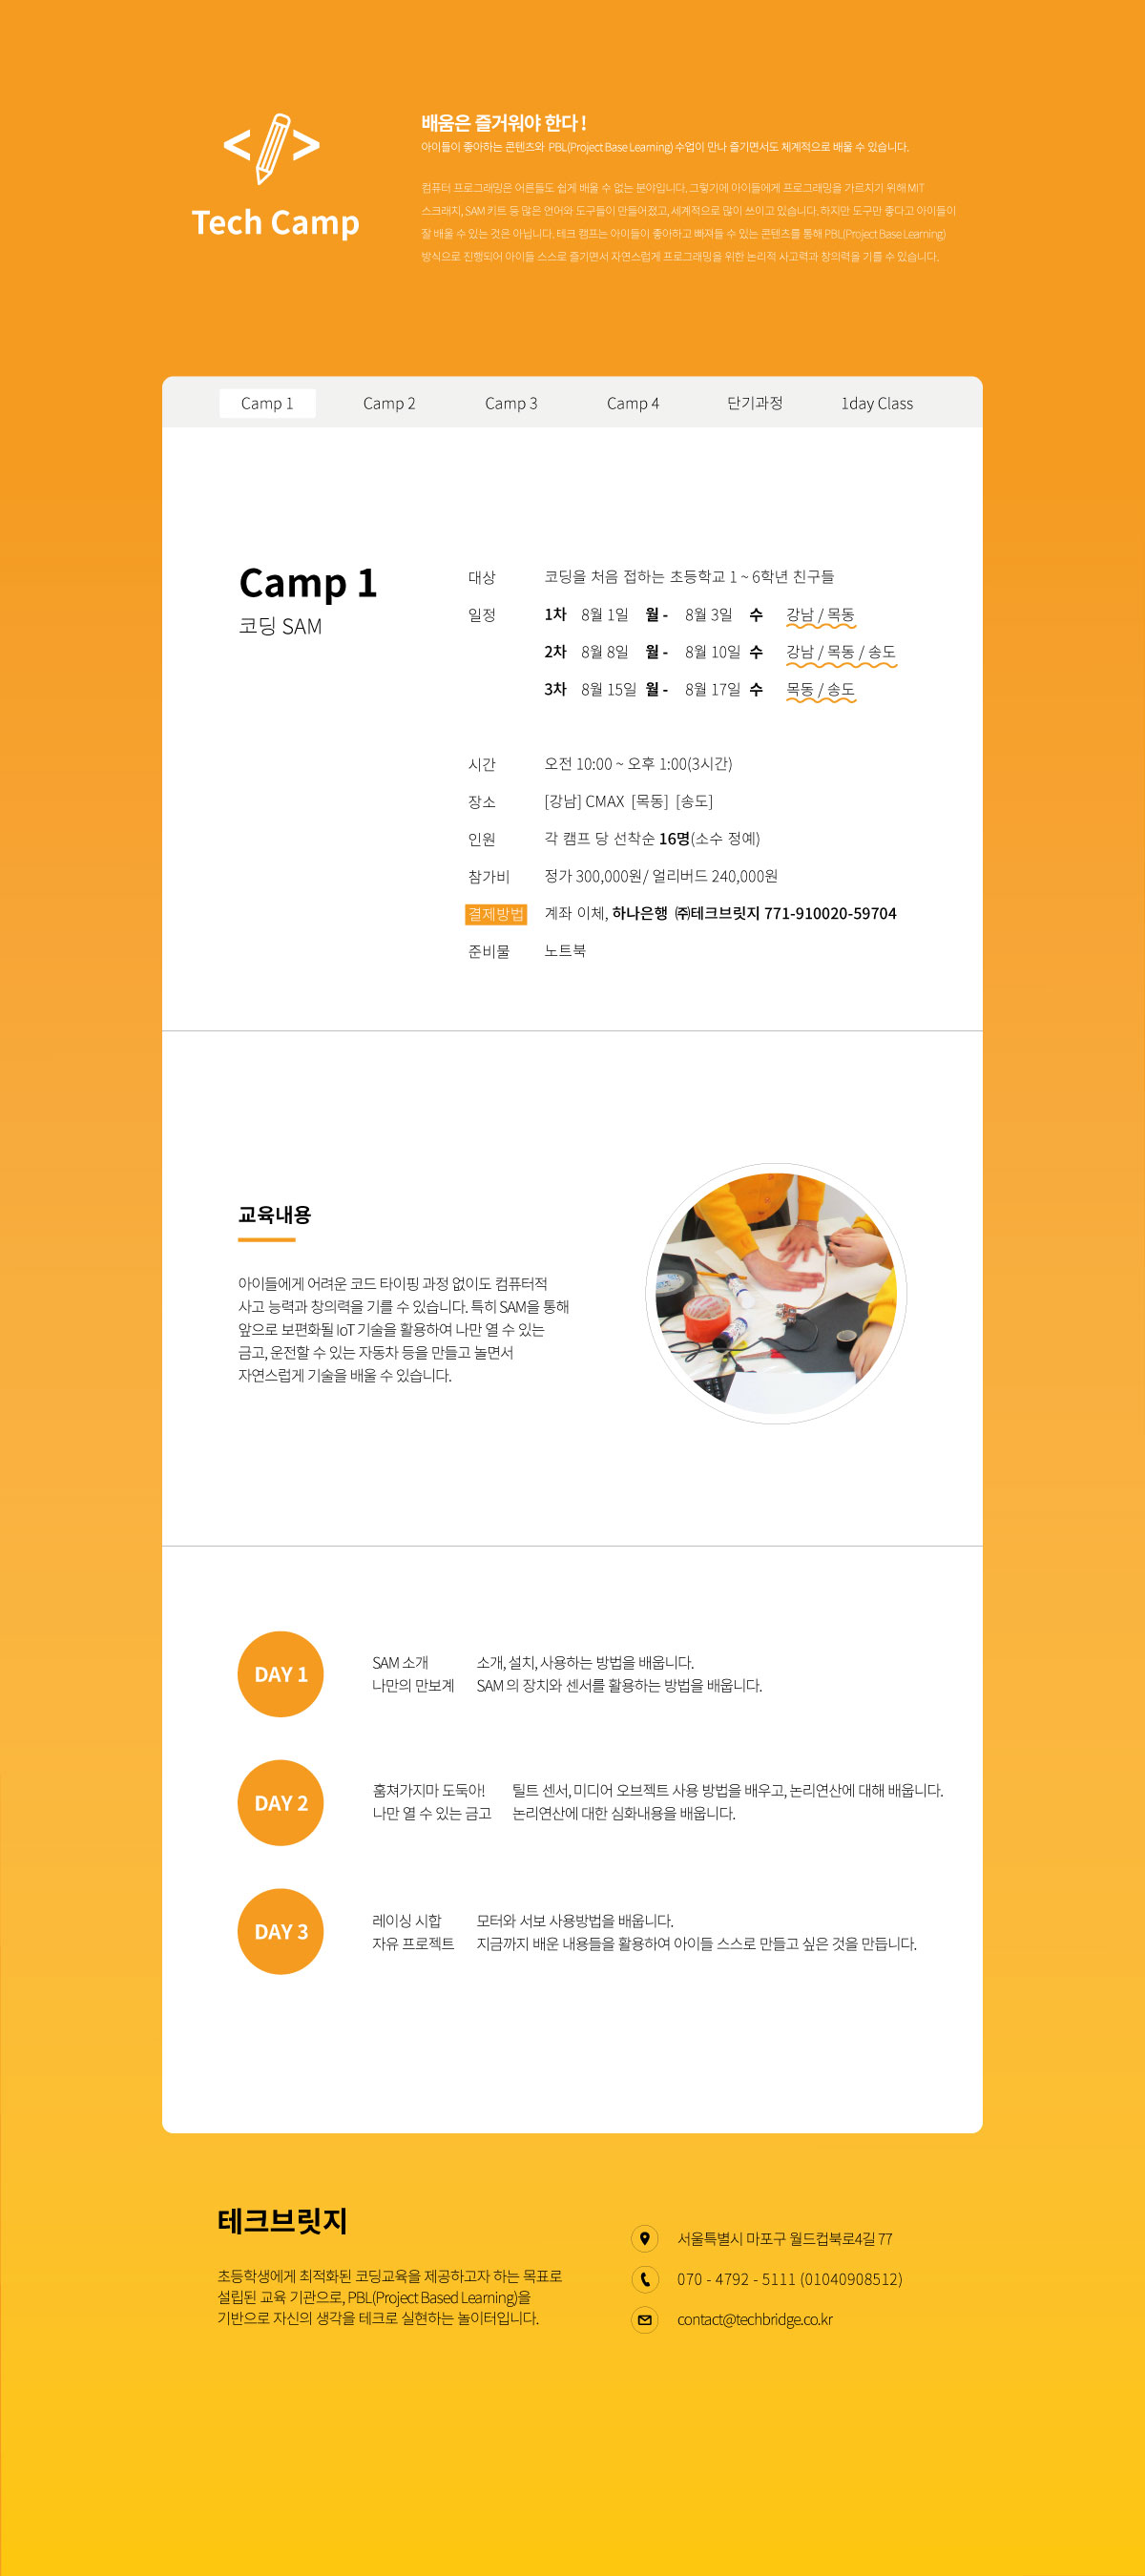 </>
Tech Camp
배움은 즐거워야 한다 !
아이들이 좋아하는 콘텐츠와 PBL(Project Base Learning) 수업이 만나 즐기면서도 체계적으로 배울 수 있습니다.
컴퓨터 프로그래밍은 어른들도 쉽게 배울 수 없는 분야입니다. 그렇기에 아이들에게 프로그래밍을 가르치기 위해 MIT
스크래치, SAM 키트 등 많은 언어와 도구들이 만들어졌고, 세계적으로 많이 쓰이고 있습니다. 하지만 도구만 좋다고 아이들이
잘 배울 수 있는 것은 아닙니다. 테크 캠프는 아이들이 좋아하고 빠져들 수 있는 콘텐츠를 통해 PBL(Project Base Learning)
방식으로 진행되어 아이들 스스로 즐기면서 자연스럽게 프로그래밍을 위한 논리적 사고력과 창의력을 기를 수 있습니다.
Camp 1 Camp 2 Camp 3 Camp 4 단기과정 1day Class
Camp 1
코딩 SAM
대상 코딩을 처음 접하는 초등학교 1 ~ 6학년 친구들
일정 1차 8월 1일 월 - 8월 3일 수 강남 / 목동
2차 8월 8일 월 - 8월 10일 수 강남 / 목동 / 송도
3차 8월 15일 월 - 8월 17일 수 목동 / 송도
시간 오전 10:00 ~ 오후 1:00(3시간)
장소 [강남] CMAX [목동] [송도]
인원 각 캠프 당 선착순 16명(소수 정예)
참가비 정가 300,000원/ 얼리버드 240,000원
결제방법 계좌 이체, 하나은행 ㈜테크브릿지 771-910020-59704
준비물 노트북
교육내용
아이들에게 어려운 코드 타이핑 과정 없이도 컴퓨터적
사고 능력과 창의력을 기를 수 있습니다. 특히 SAM을 통해
앞으로 보편화될 IoT 기술을 활용하여 나만 열 수 있는
금고, 운전할 수 있는 자동차 등을 만들고 놀면서
자연스럽게 기술을 배울 수 있습니다.
DAY 1
SAM 소개 소개, 설치, 사용하는 방법을 배웁니다.
나만의 만보계 SAM 의 장치와 센서를 활용하는 방법을 배웁니다.
DAY 2
훔쳐가지마 도둑아! 틸트 센서, 미디어 오브젝트 사용 방법을 배우고, 논리연산에 대해 배웁니다.
나만 열 수 있는 금고 논리연산에 대한 심화내용을 배웁니다.
DAY 3
레이싱 시합 모터와 서보 사용방법을 배웁니다.
자유 프로젝트 지금까지 배운 내용들을 활용하여 아이들 스스로 만들고 싶은 것을 만듭니다.
테크브릿지
초등학생에게 최적화된 코딩교육을 제공하고자 하는 목표로
설립된 교육 기관으로, PBL(Project Based Learning)을
기반으로 자신의 생각을 테크로 실현하는 놀이터입니다.
서울특별시 마포구 월드컵북로4길 77
070 - 4792 - 5111 (01040908512)
contact@techbridge.co.kr